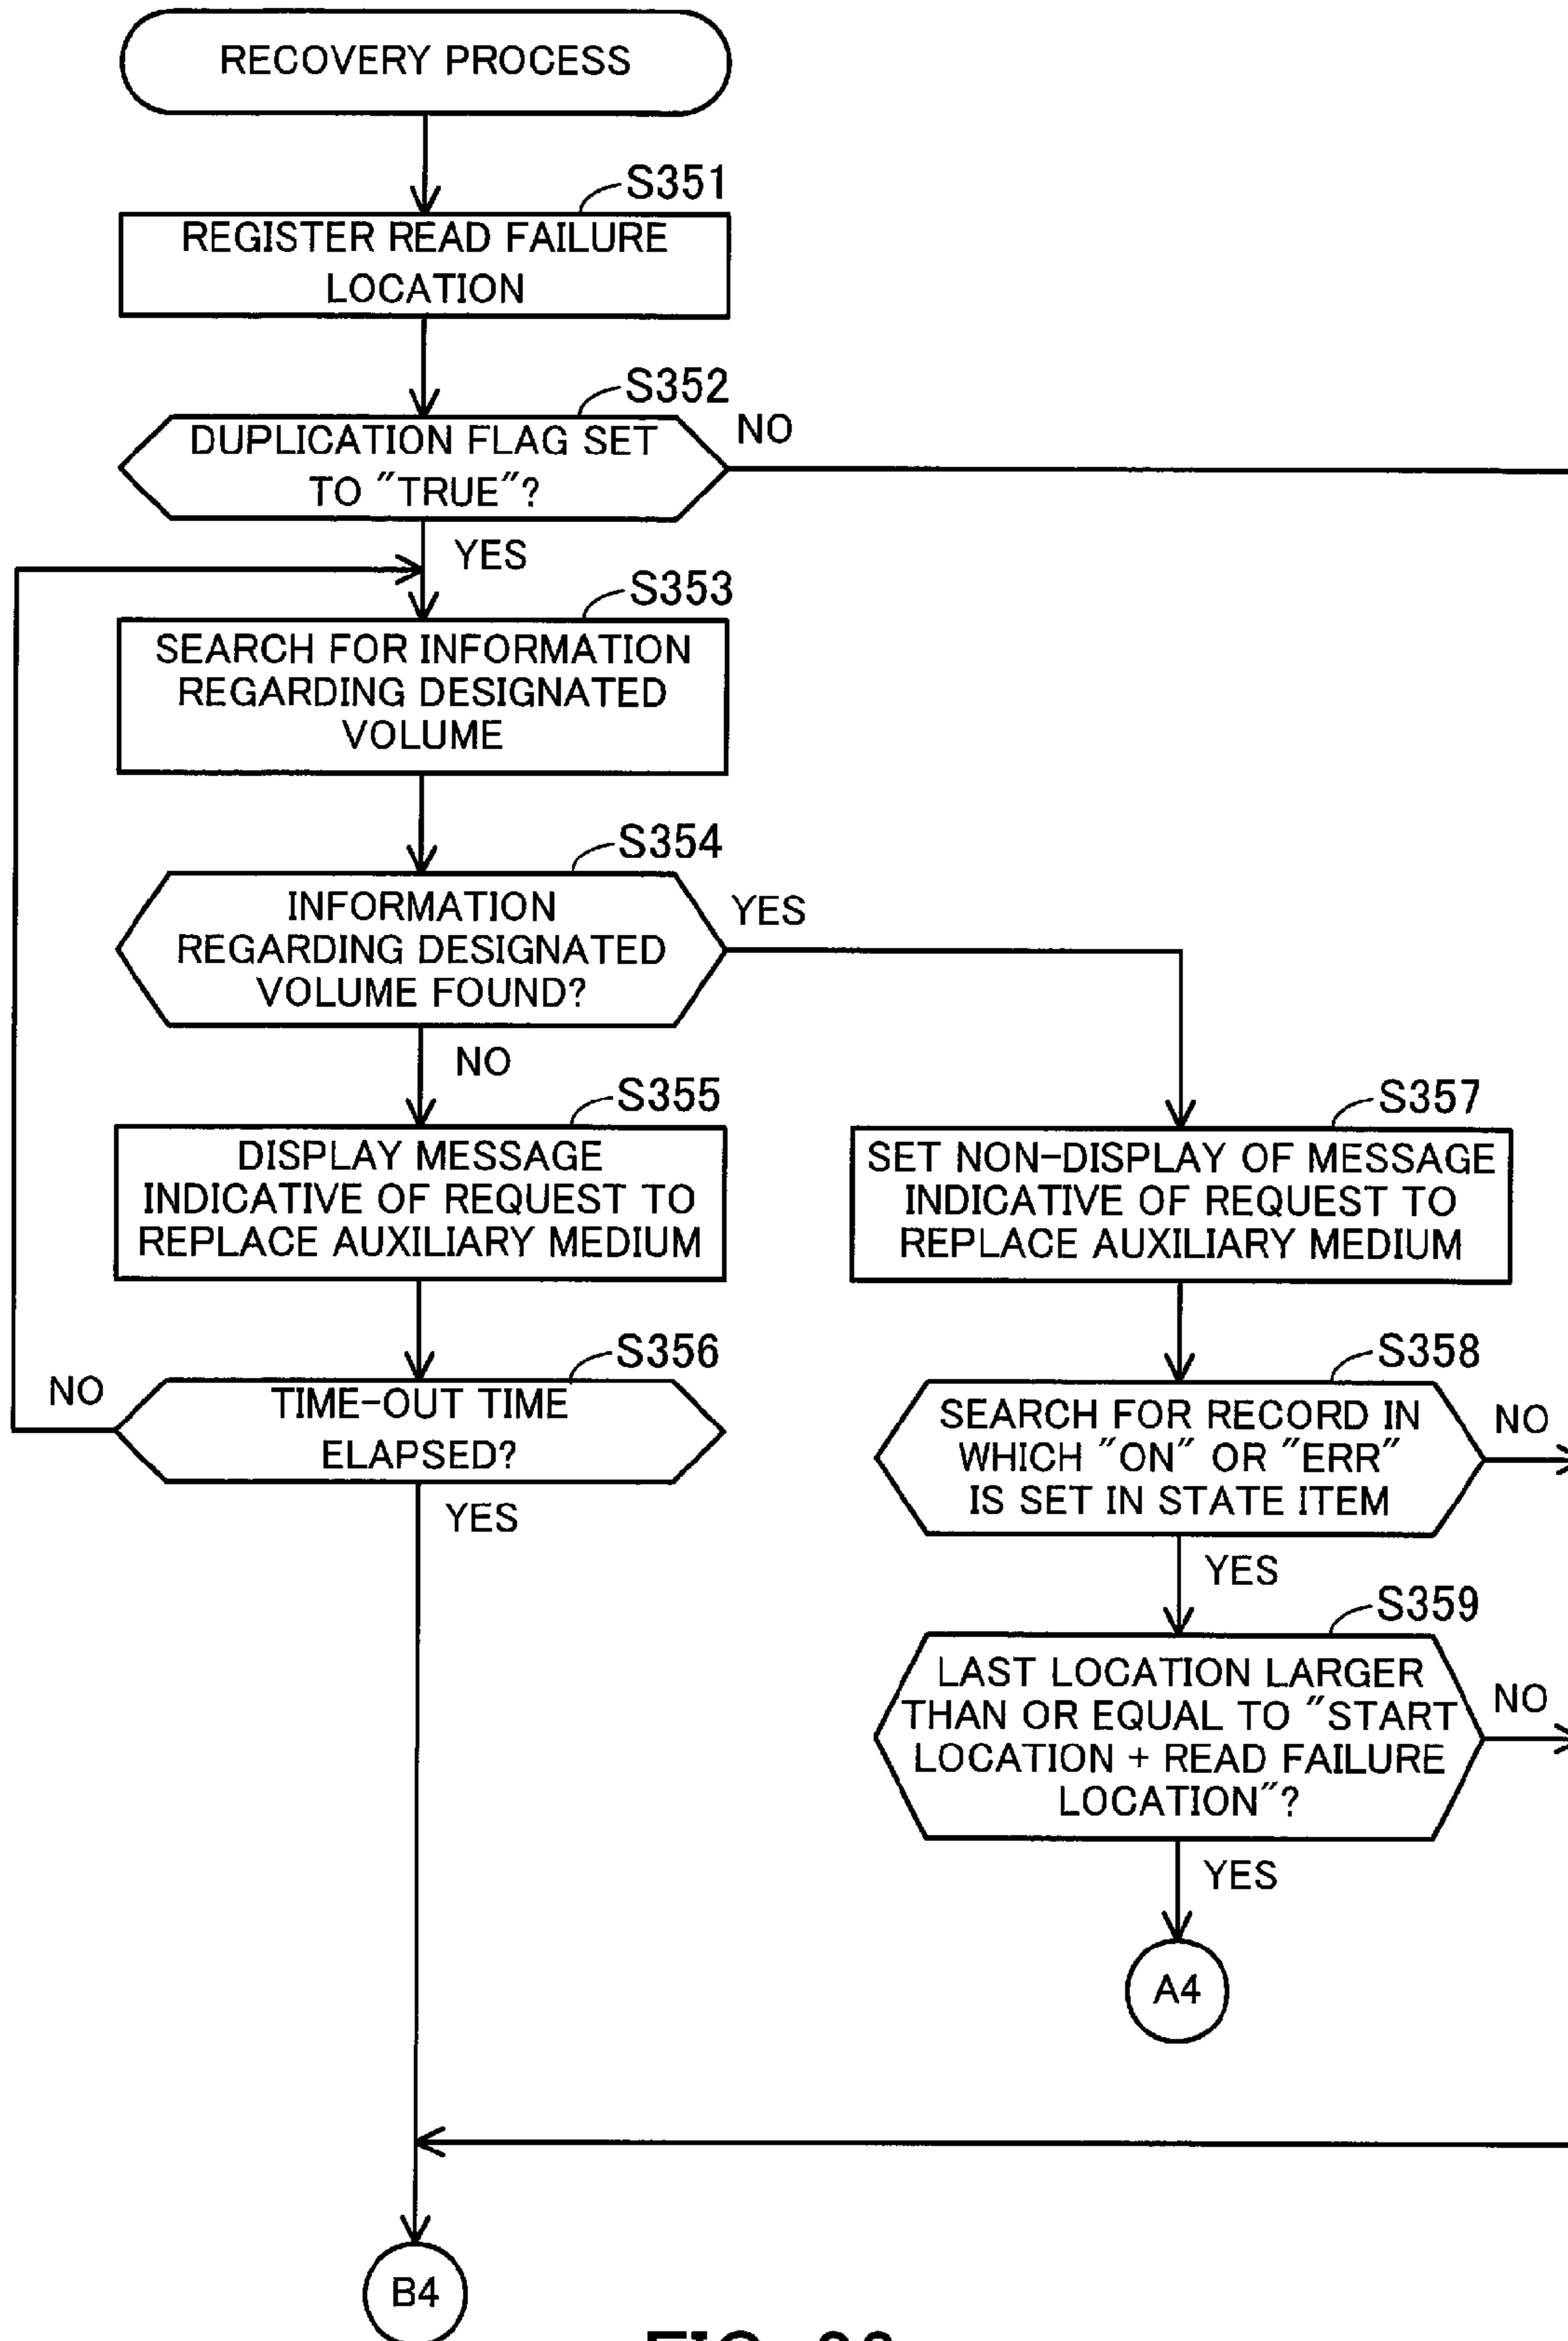 RECOVERY PROCESS
S351
REGISTER READ FAILURE
LOCATION
S352
DUPLICATION FLAG SET
TO "TRUE"?
NO
YES
S353
SEARCH FOR INFORMATION
REGARDING DESIGNATED
VOLUME
S354
INFORMATION
REGARDING DESIGNATED
VOLUME FOUND?
YES
NO
S355
DISPLAY MESSAGE
INDICATIVE OF REQUEST TO
REPLACE AUXILIARY MEDIUM
S356
TIME-OUT TIME
ELAPSED?
NO
YES
S357
SET NON-DISPLAY OF MESSAGE
INDICATIVE OF REQUEST TO
REPLACE AUXILIARY MEDIUM
S358
SEARCH FOR RECORD IN
WHICH "ON" OR "ERR"
IS SET IN STATE ITEM
NO
YES
S359
LAST LOCATION LARGER
THAN OR EQUAL TO "START
LOCATION + READ FAILURE
LOCATION"?
NO
YES
A4
B4